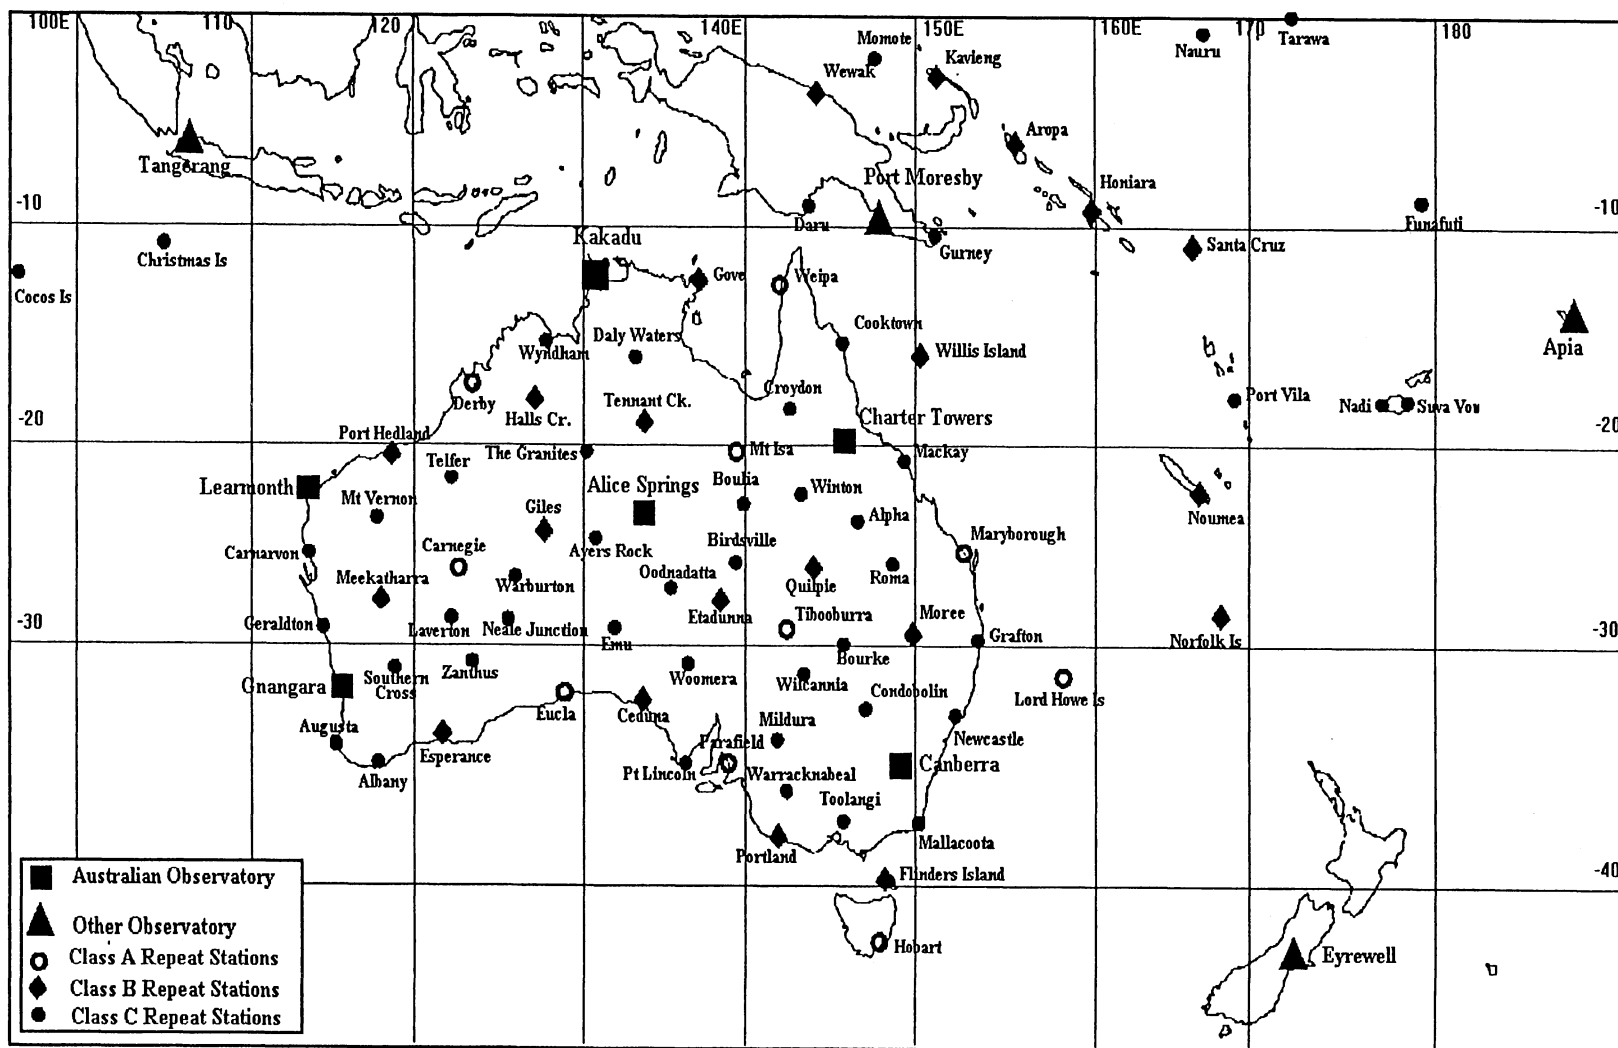 100E 110 120 140E 150E 160E 170 180
Tarawa
Momote
Nauru
Kavieng
Wewak
Aropa
Tangerang
Port Moresby
Honiara
-10 -10
Daru
Funafuti
Kakadu
Gurney
Santa Cruz
Christmas Is
Gove
Weipa
Cocos Is
Cooktown
Daly Waters
Wyndham
Willis Island
Apia
Croydon
Derby
Tennant Ck.
Port Vila
Nadi
Suva Vou
Halls Cr.
Charter Towers
-20 -20
Port Hedland
The Granites
Mt Isa
Mackay
Telfer
Boulia
Learmonth
Alice Springs
Winton
Mt Vernon
Giles
Alpha
Noumea
Maryborough
Carnarvon
Carnegie
Ayers Rock
Birdsville
Meekatharra
Warburton
Oodnadatta
Quilpie
Roma
Etadunna
Tibooburra
Moree
Geraldton
Laverton
Neale Junction
-30 -30
Emu
Grafton
Norfolk Is
Bourke
Southern
Cross
Zanthus
Woomera
Wilcannia
Gnangara
Condobolin
Lord Howe Is
Eucla
Ceduna
Augusta
Mildura
Parafield
Newcastle
Esperance
Albany
Pt Lincoln
Warracknabeal
Canberra
Toolangi
Mallacoota
Portland
Flinders Island
-40
Hobart
Eyrewell
Australian Observatory
Other Observatory
Class A Repeat Stations
Class B Repeat Stations
Class C Repeat Stations